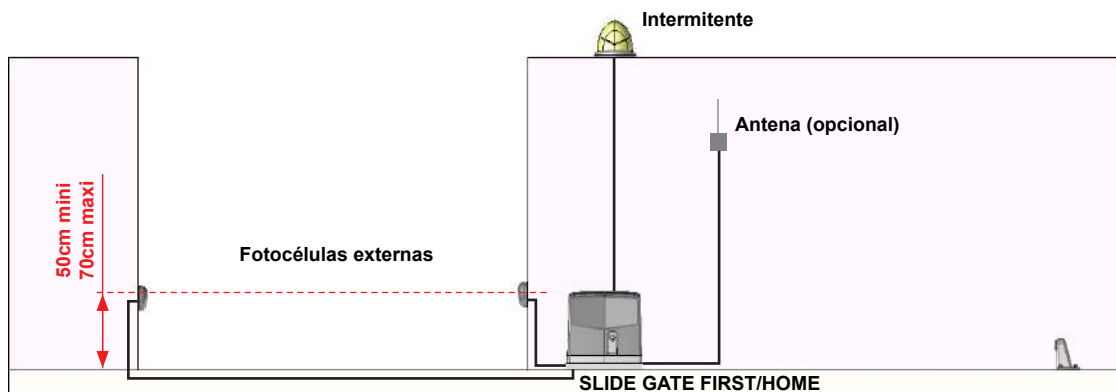 Intermitente
Antena (opcional)
50cm mini
70cm maxi
Fotocélulas externas
SLIDE GATE FIRST/HOME